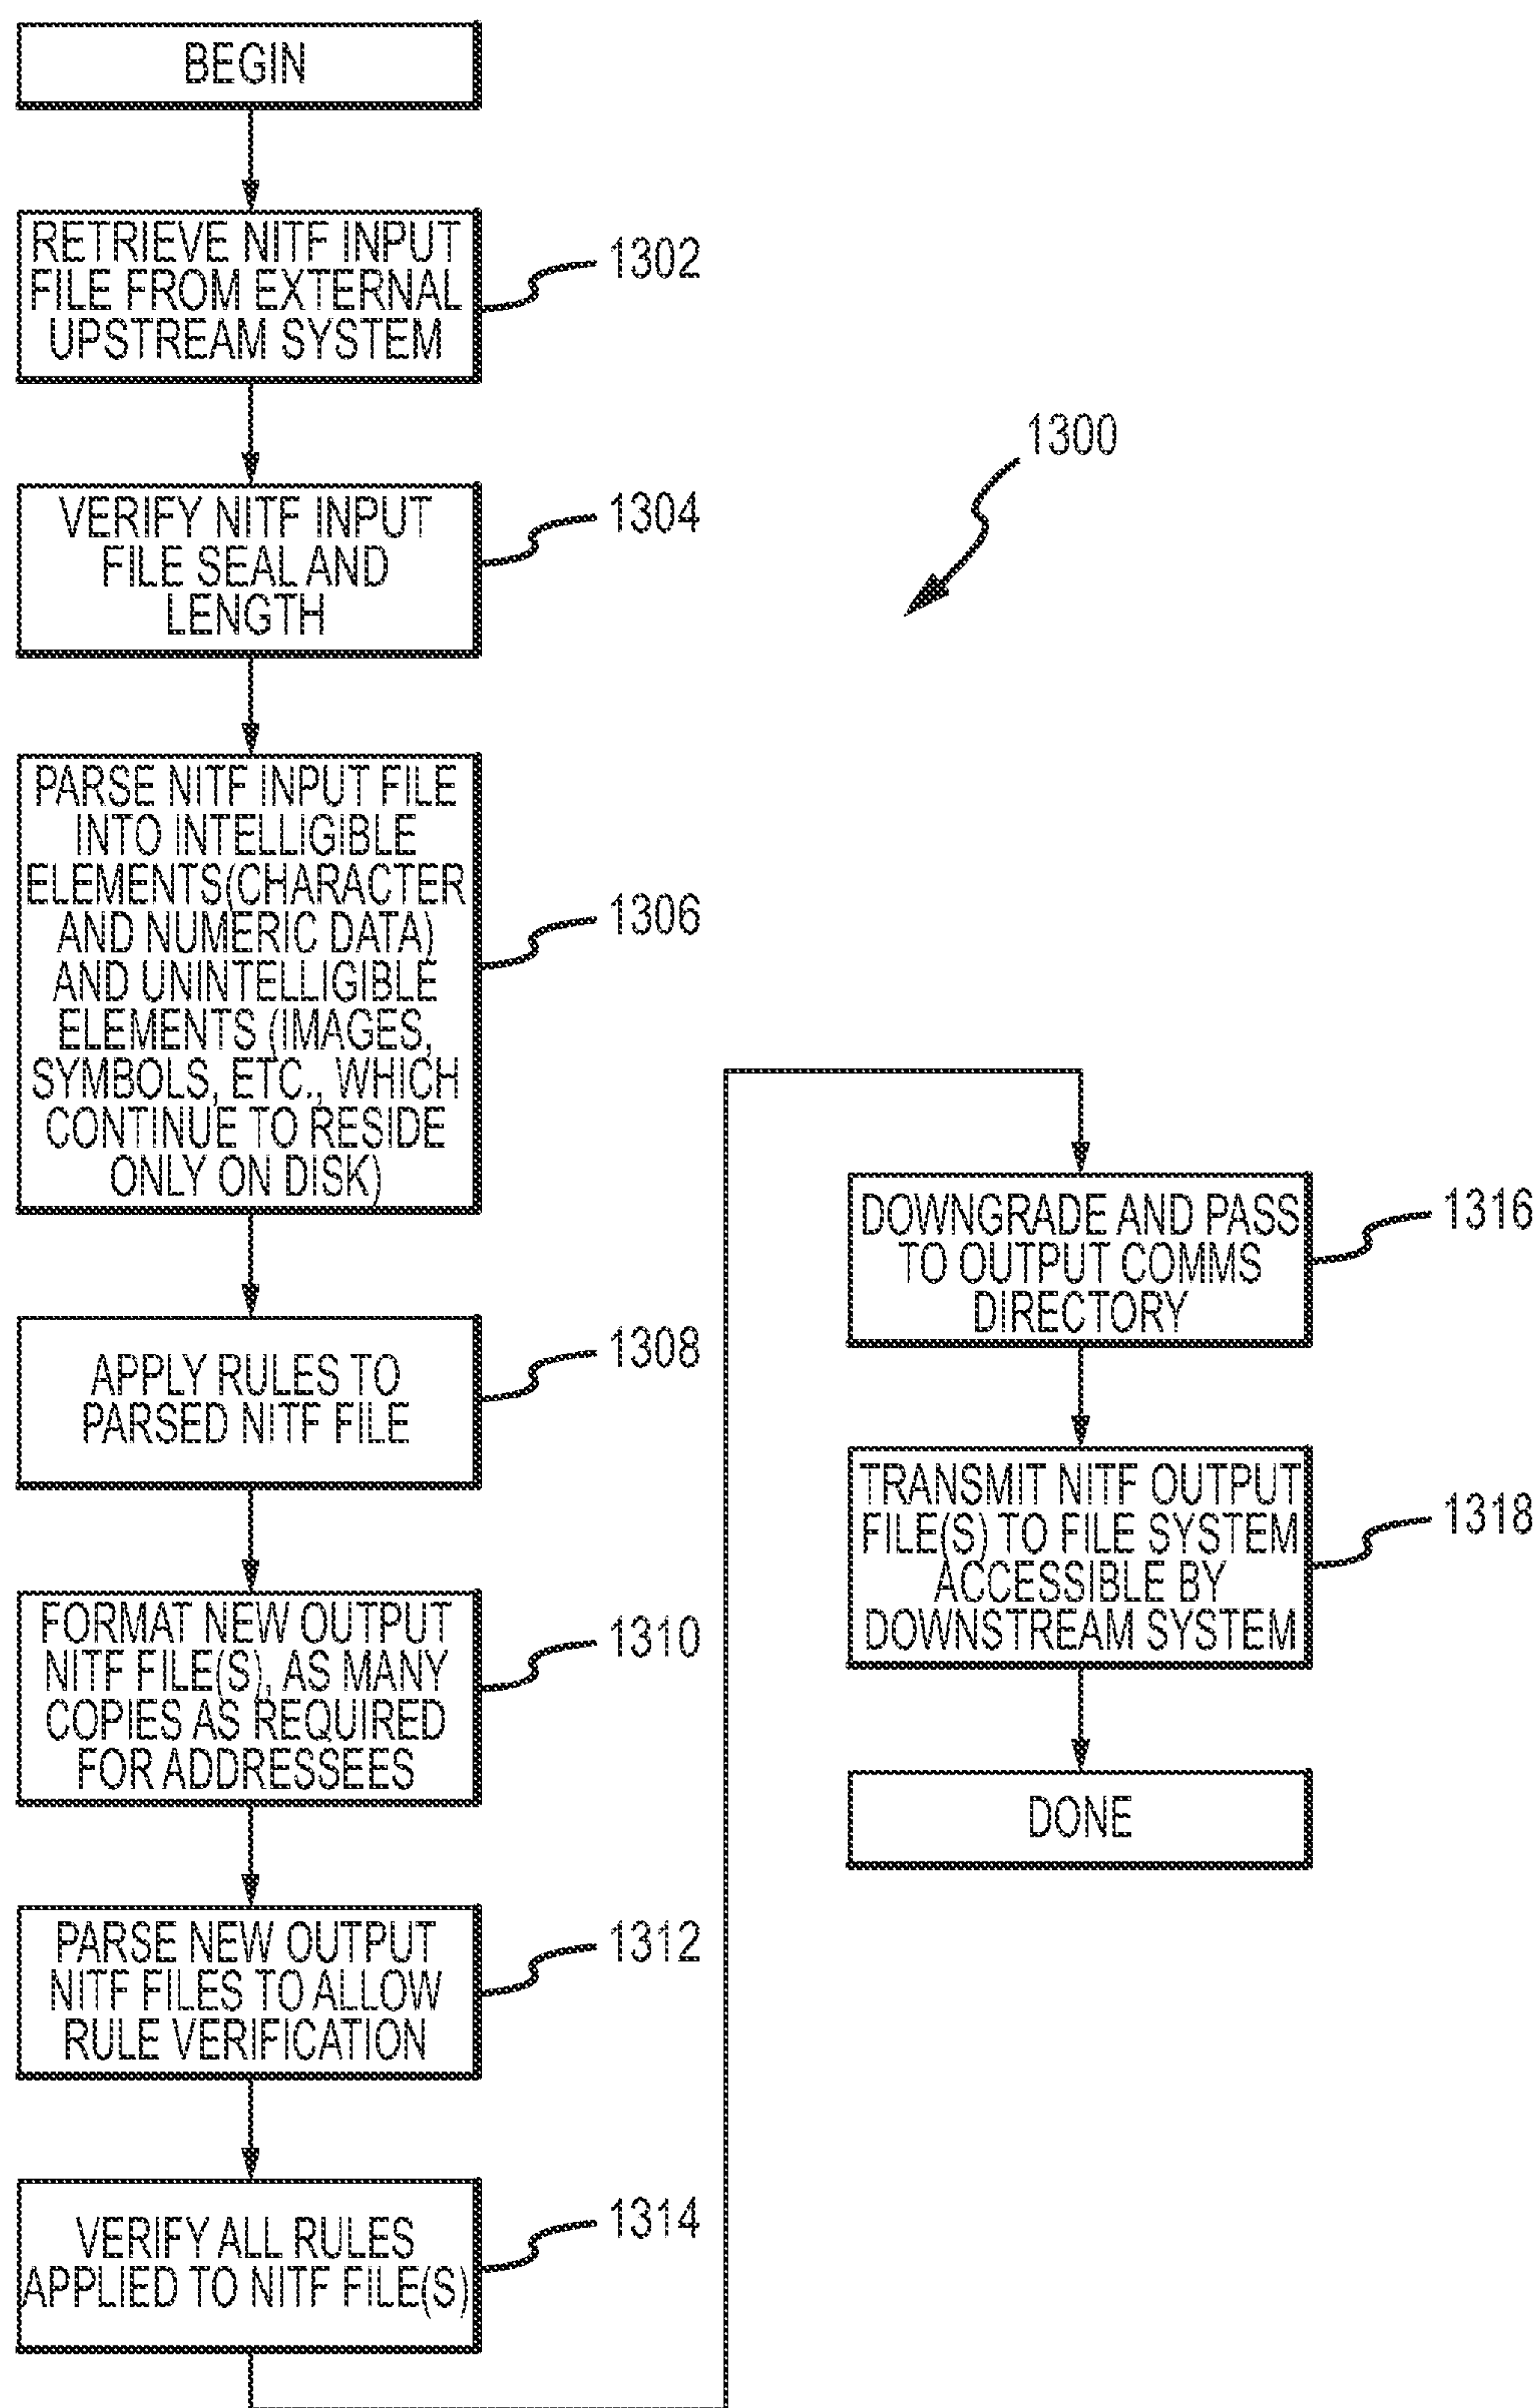 BEGIN
RETRIEVE NITF INPUT
FILE FROM EXTERNAL
UPSTREAM SYSTEM
1302
VERIFY NITF INPUT
FILE SEAL AND
LENGTH
1304
1300
PARSE NITF INPUT FILE
INTO INTELLIGIBLE
ELEMENTS(CHARACTER
AND NUMERIC DATA)
AND UNINTELLIGIBLE
ELEMENTS (IMAGES,
SYMBOLS, ETC., WHICH
CONTINUE TO RESIDE
ONLY ON DISK)
1306
APPLY RULES TO
PARSED NITF FILE
1308
FORMAT NEW OUTPUT
NITF FILE(S), AS MANY
COPIES AS REQUIRED
FOR ADDRESSEES
1310
PARSE NEW OUTPUT
NITF FILES TO ALLOW
RULE VERIFICATION
1312
VERIFY ALL RULES
APPLIED TO NITF FILE(S)
1314
DOWNGRADE AND PASS
TO OUTPUT COMMS
DIRECTORY
1316
TRANSMIT NITF OUTPUT
FILE(S) TO FILE SYSTEM
ACCESSIBLE BY
DOWNSTREAM SYSTEM
1318
DONE